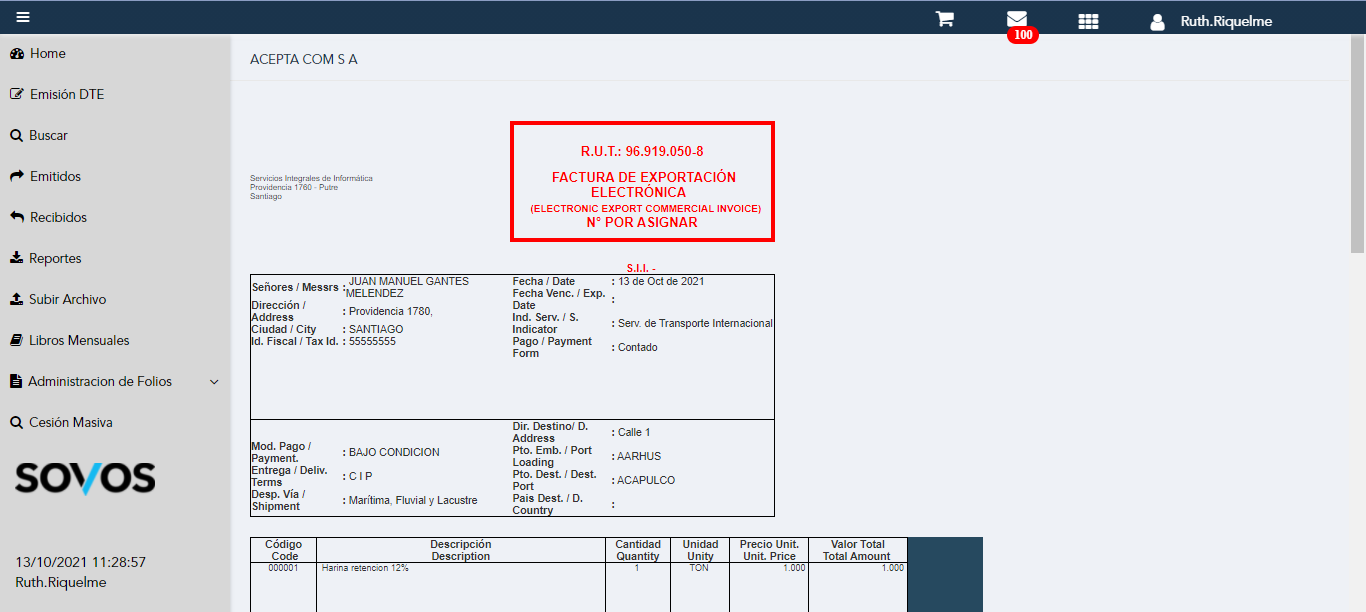 Ruth.Riquelme
100
Home
Emisión DTE
Buscar
Emitidos
Recibidos
Reportes
Subir Archivo
Libros Mensuales
Administracion de Folios
Cesión Masiva
SOVOS
13/10/2021 11:28:57
Ruth.Riquelme
ACEPTA COM S A
Servicios Integrales de Informática
Providencia 1760 - Putre
Santiago
R.U.T.: 96.919.050-8
FACTURA DE EXPORTACIÓN
ELECTRÓNICA
(ELECTRONIC EXPORT COMMERCIAL INVOICE)
N° POR ASIGNAR
S.I.I. -
Señores / Messrs : JUAN MANUEL GANTES
MELENDEZ
Dirección /
Address : Providencia 1780,
Ciudad / City : SANTIAGO
Id. Fiscal / Tax Id. : 55555555
Fecha / Date : 13 de Oct de 2021
Fecha Venc. / Exp.
Date :
Ind. Serv. / S.
Indicator : Serv. de Transporte Internacional
Pago / Payment
Form : Contado
Mod. Pago /
Payment. : BAJO CONDICION
Entrega / Deliv.
Terms : C I P
Desp. Vía /
Shipment : Marítima, Fluvial y Lacustre
Dir. Destino/ D.
Address : Calle 1
Pto. Emb. / Port
Loading : AARHUS
Pto. Dest. / Dest.
Port : ACAPULCO
Pais Dest. / D.
Country :
Código Descripción Cantidad Unidad Precio Unit. Valor Total
Code Description Quantity Unity Unit. Price Total Amount
000001 Harina retencion 12% 1 TON 1.000 1.000